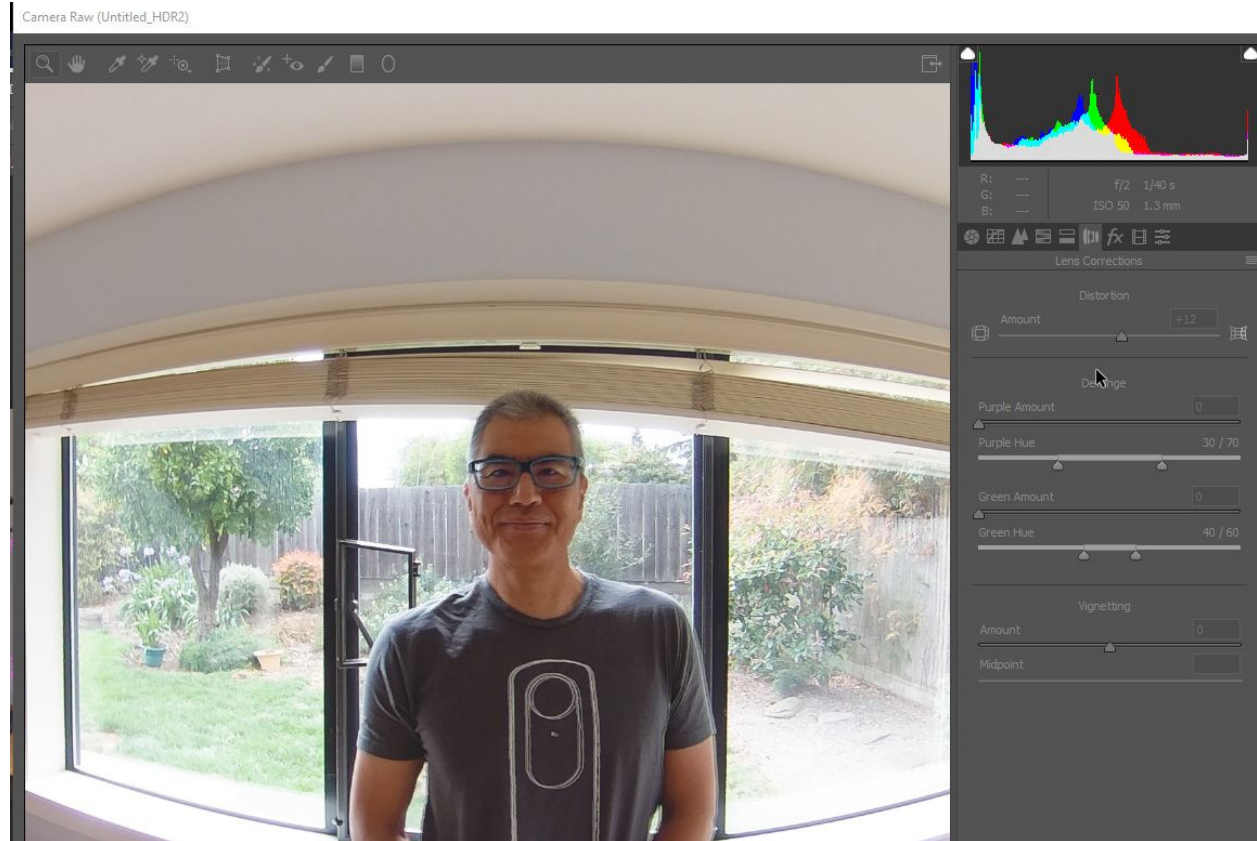 Camera Raw (Untitled_HDR2)
R: ---
G: ---
B: ---
f/2 1/40 s
ISO 50 1.3 mm
fx
Lens Corrections
Distortion
Amount +12
Purple Amount 0
Purple Hue 30 / 70
Green Amount 0
Green Hue 40 / 60
Vignetting
Amount 0
Midpoint